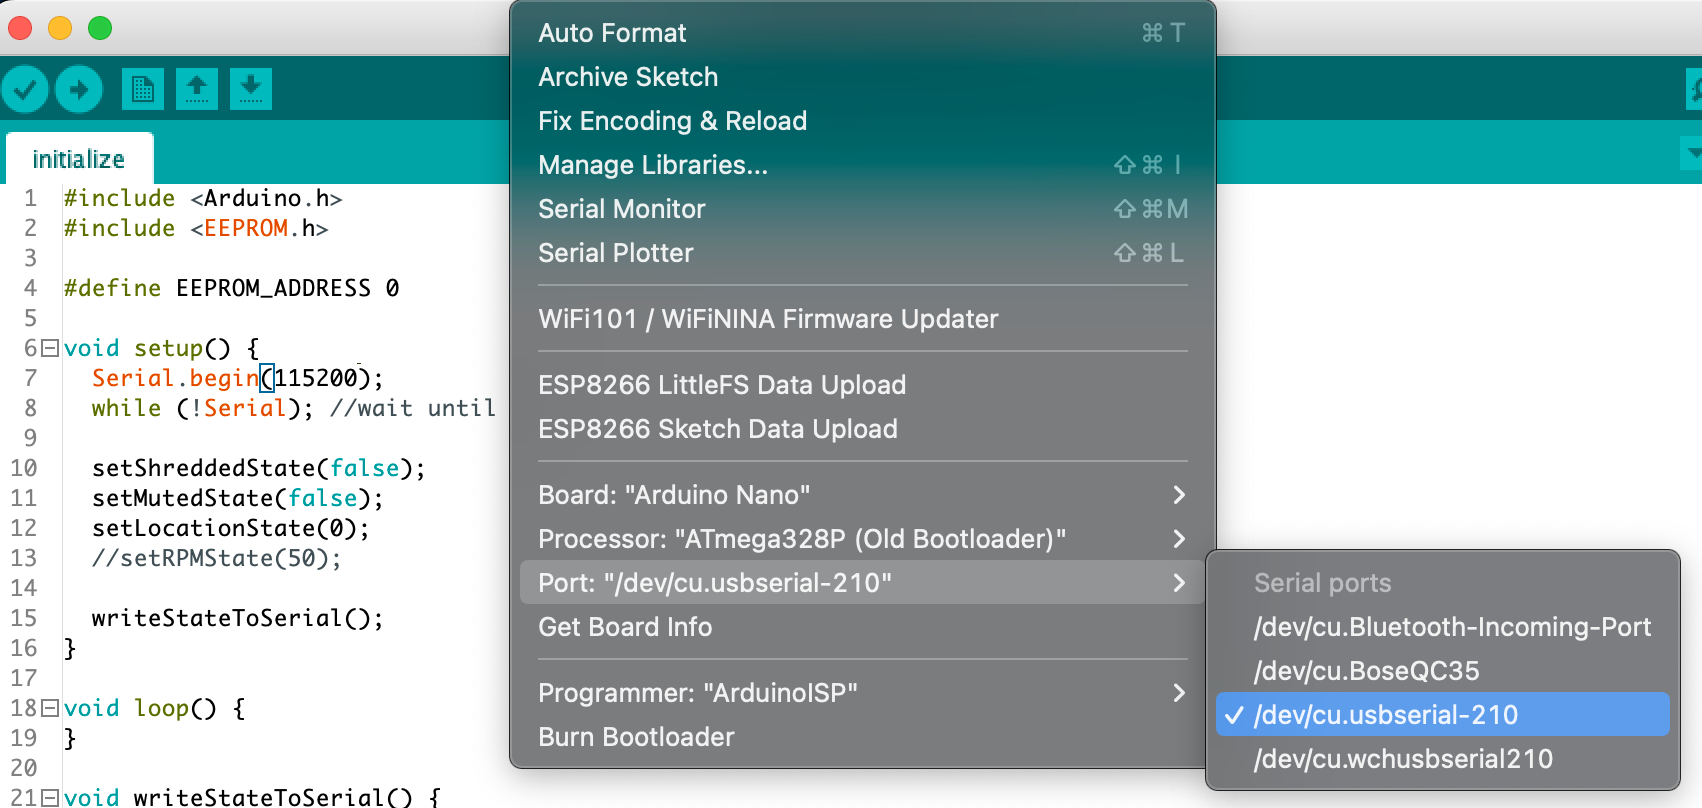 initialize
1 #include <Arduino.h>
2 #include <EEPROM.h>
3
4 #define EEPROM_ADDRESS 0
5
6 void setup() {
7 Serial.begin(115200);
8 while (!Serial); //wait until
9
10 setShreddedState(false);
11 setMutedState(false);
12 setLocationState(0);
13 //setRPMState(50);
14
15 writeStateToSerial();
16 }
17
18 void loop() {
19 }
20
21 void writeStateToSerial() {
Auto Format ⌘T
Archive Sketch
Fix Encoding & Reload
Manage Libraries... ⇧⌘I
Serial Monitor ⇧⌘M
Serial Plotter ⇧⌘L
WiFi101 / WiFiNINA Firmware Updater
ESP8266 LittleFS Data Upload
ESP8266 Sketch Data Upload
Board: "Arduino Nano"
Processor: "ATmega328P (Old Bootloader)"
Port: "/dev/cu.usbserial-210"
Get Board Info
Programmer: "ArduinoISP"
Burn Bootloader
Serial ports
/dev/cu.Bluetooth-Incoming-Port
/dev/cu.BoseQC35
✓ /dev/cu.usbserial-210
/dev/cu.wchusbserial210